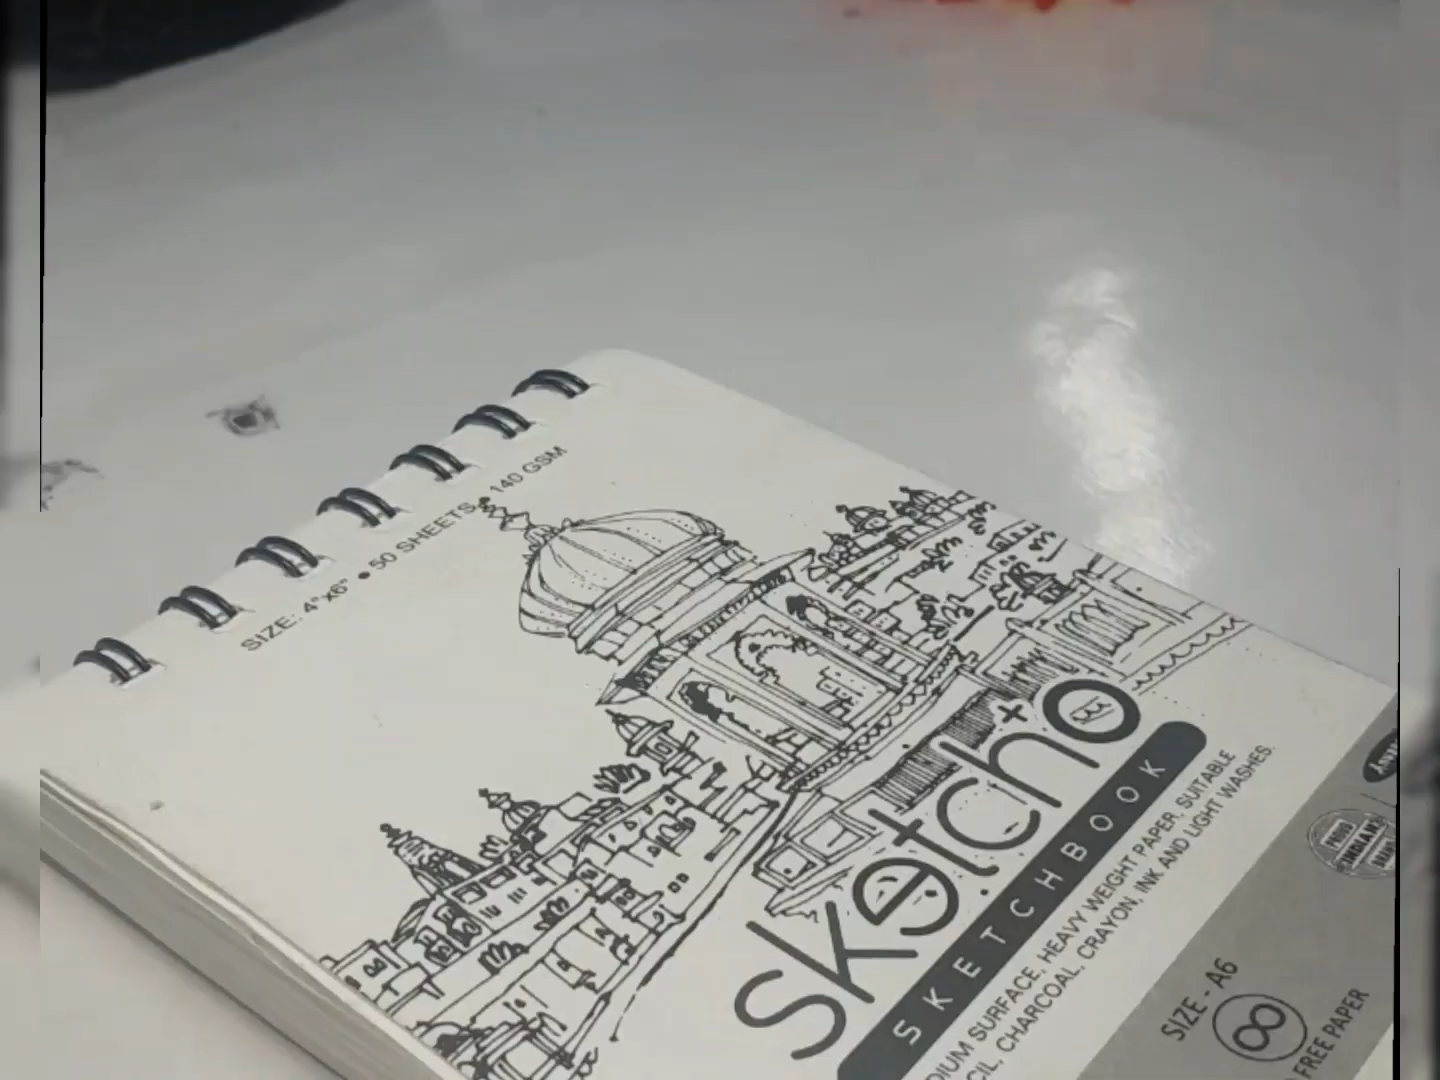 SIZE: 4"x6" • 50 SHEETS • 140 GSM
sketcho+
SKETCHBOOK
DIUM SURFACE, HEAVY WEIGHT PAPER, SUITABLE
CIL, CHARCOAL, CRAYON, INK AND LIGHT WASHES.
INDIAN
SIZE - A6
FREE PAPER